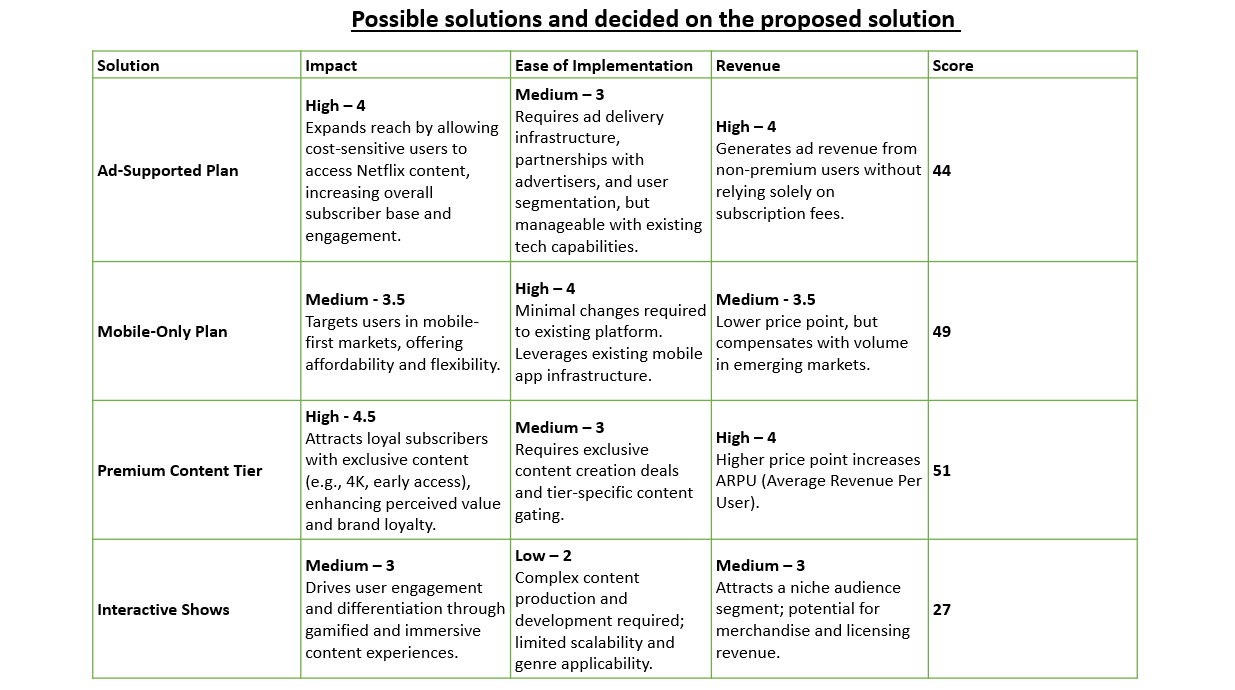 Possible solutions and decided on the proposed solution
Solution
Impact
Ease of Implementation
Revenue
Score
Ad-Supported Plan
High – 4
Expands reach by allowing
cost-sensitive users to
access Netflix content,
increasing overall
subscriber base and
engagement.
Medium – 3
Requires ad delivery
infrastructure,
partnerships with
advertisers, and user
segmentation, but
manageable with existing
tech capabilities.
High – 4
Generates ad revenue from
non-premium users without
relying solely on
subscription fees.
44
Mobile-Only Plan
Medium - 3.5
Targets users in mobile-
first markets, offering
affordability and flexibility.
High – 4
Minimal changes required
to existing platform.
Leverages existing mobile
app infrastructure.
Medium - 3.5
Lower price point, but
compensates with volume
in emerging markets.
49
Premium Content Tier
High - 4.5
Attracts loyal subscribers
with exclusive content
(e.g., 4K, early access),
enhancing perceived value
and brand loyalty.
Medium – 3
Requires exclusive
content creation deals
and tier-specific content
gating.
High – 4
Higher price point increases
ARPU (Average Revenue Per
User).
51
Interactive Shows
Medium – 3
Drives user engagement
and differentiation through
gamified and immersive
content experiences.
Low – 2
Complex content
production and
development required;
limited scalability and
genre applicability.
Medium – 3
Attracts a niche audience
segment; potential for
merchandise and licensing
revenue.
27